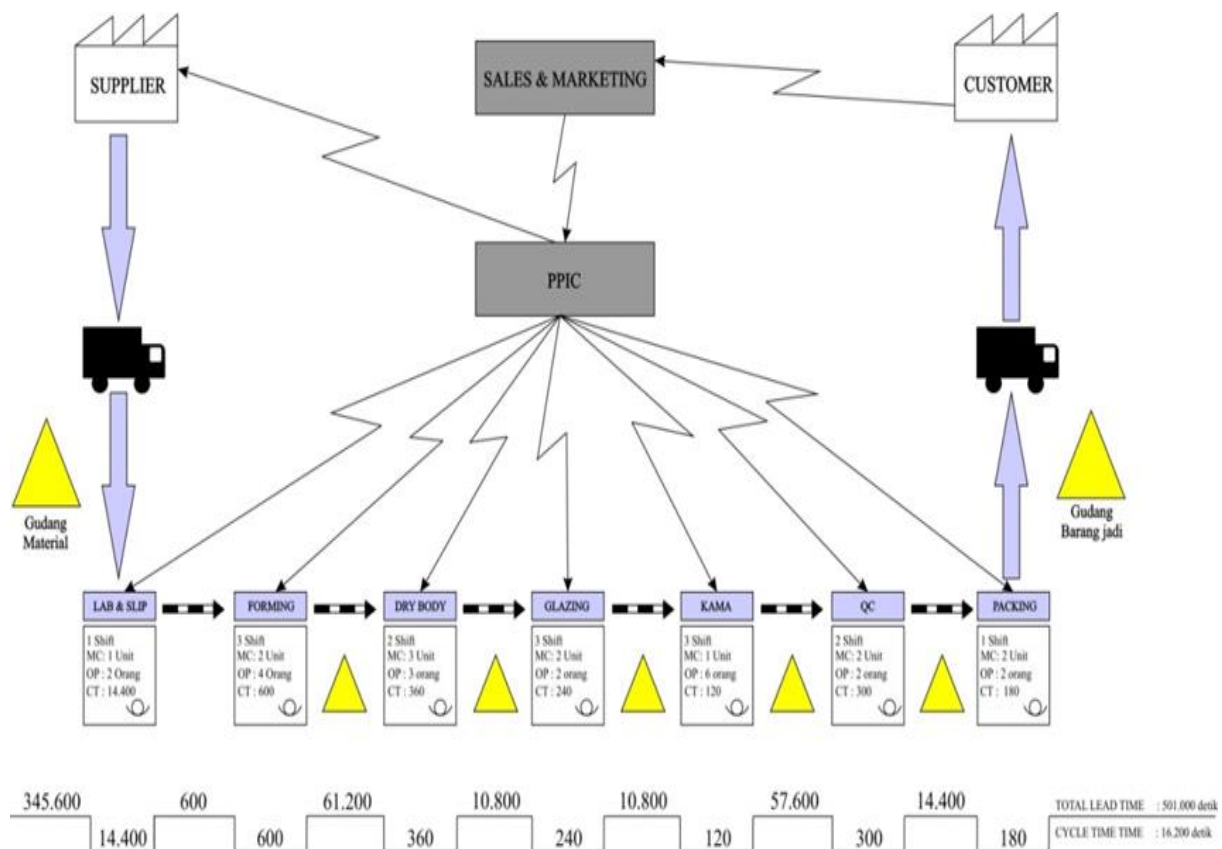 SUPPLIER
SALES & MARKETING
CUSTOMER
PPIC
Gudang
Material
Gudang
Barang jadi
LAB & SLIP
FORMING
DRY BODY
GLAZING
KAMA
QC
PACKING
1 Shift
MC: 1 Unit
OP : 2 Orang
CT : 14.400
3 Shift
MC: 2 Unit
OP : 4 Orang
CT : 600
2 Shift
MC: 3 Unit
OP : 3 orang
CT : 360
3 Shift
MC: 2 Unit
OP : 2 orang
CT : 240
3 Shift
MC: 1 Unit
OP : 6 orang
CT : 120
2 Shift
MC: 2 Unit
OP : 2 orang
CT : 300
1 Shift
MC: 2 Unit
OP : 2 orang
CT : 180
345.600
600
61.200
10.800
10.800
57.600
14.400
TOTAL LEAD TIME : 501.000 detik
14.400
600
360
240
120
300
180
CYCLE TIME TIME : 16.200 detik